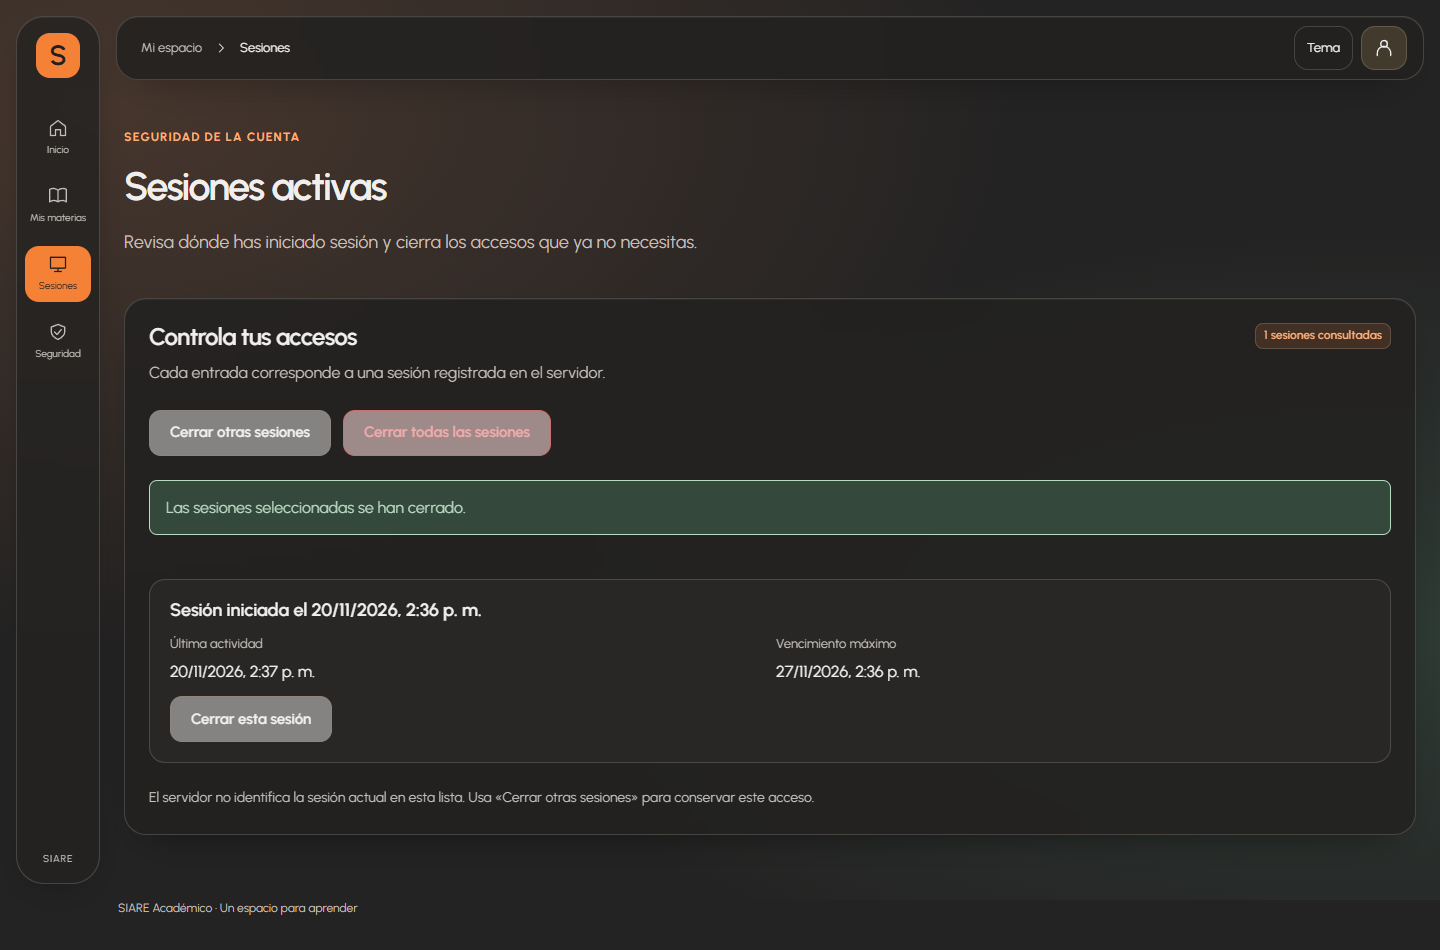 S
Mi espacio > Sesiones
Tema
Inicio
Mis materias
Sesiones
Seguridad
SIARE
SEGURIDAD DE LA CUENTA
Sesiones activas
Revisa dónde has iniciado sesión y cierra los accesos que ya no necesitas.
Controla tus accesos
1 sesiones consultadas
Cada entrada corresponde a una sesión registrada en el servidor.
Cerrar otras sesiones
Cerrar todas las sesiones
Las sesiones seleccionadas se han cerrado.
Sesión iniciada el 20/11/2026, 2:36 p. m.
Última actividad
Vencimiento máximo
20/11/2026, 2:37 p. m.
27/11/2026, 2:36 p. m.
Cerrar esta sesión
El servidor no identifica la sesión actual en esta lista. Usa «Cerrar otras sesiones» para conservar este acceso.
SIARE Académico · Un espacio para aprender